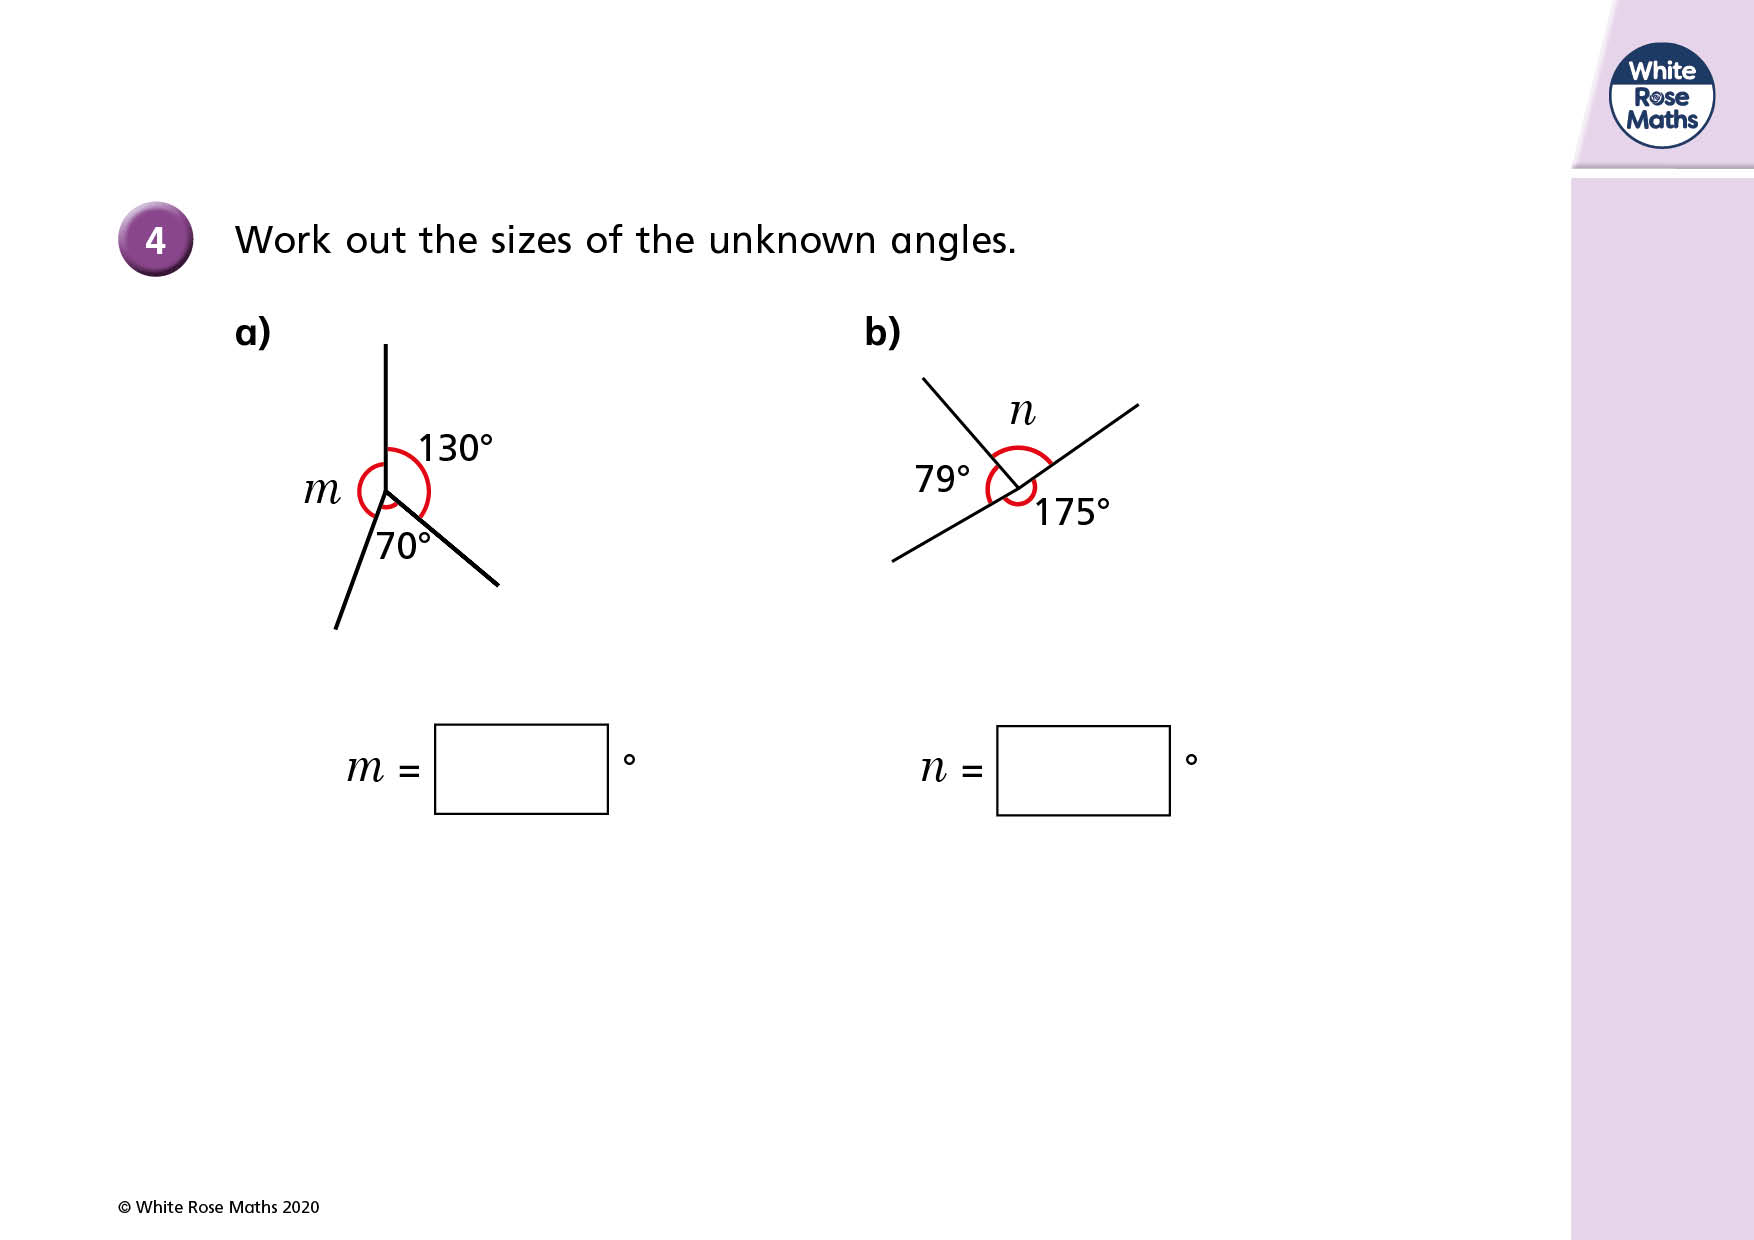 White
Rose
Maths
4 Work out the sizes of the unknown angles.
a)
130°
m
70°
b)
n
79°
175°
m = °
n = °
© White Rose Maths 2020